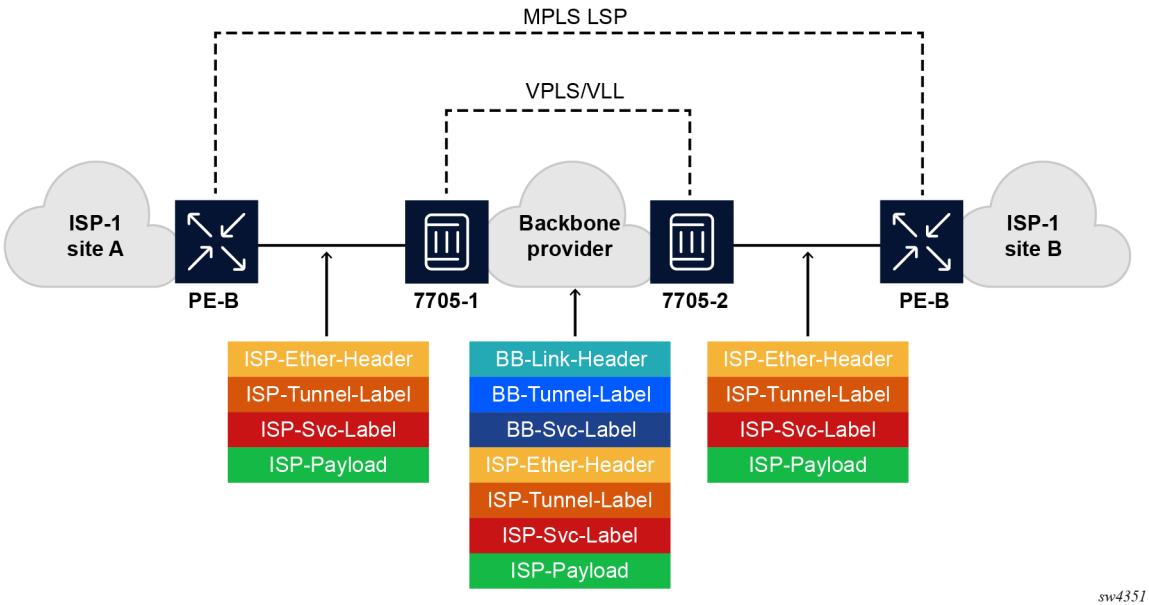 MPLS LSP
VPLS/VLL
ISP-1
site A
Backbone
provider
ISP-1
site B
PE-B
7705-1
7705-2
PE-B
ISP-Ether-Header
ISP-Tunnel-Label
ISP-Svc-Label
ISP-Payload
BB-Link-Header
BB-Tunnel-Label
BB-Svc-Label
ISP-Ether-Header
ISP-Tunnel-Label
ISP-Svc-Label
ISP-Payload
ISP-Ether-Header
ISP-Tunnel-Label
ISP-Svc-Label
ISP-Payload
sw4351